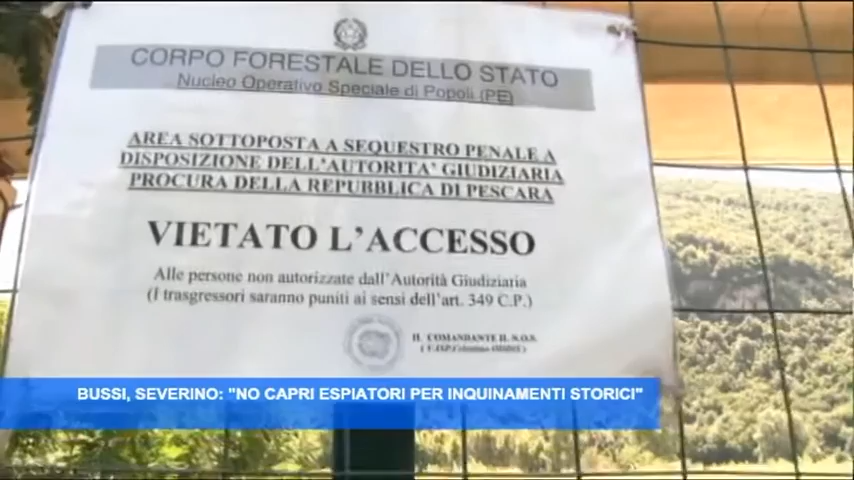 CORPO FORESTALE DELLO STATO
Nucleo Operativo Speciale di Popoli (PE)
AREA SOTTOPOSTA A SEQUESTRO PENALE A
DISPOSIZIONE DELL'AUTORITA' GIUDIZIARIA
PROCURA DELLA REPUBBLICA DI PESCARA
VIETATO L'ACCESSO
Alle persone non autorizzate dall'Autorità Giudiziaria
(I trasgressori saranno puniti ai sensi dell'art. 349 C.P.)
IL COMANDANTE IL N.O.S.
BUSSI, SEVERINO: "NO CAPRI ESPIATORI PER INQUINAMENTI STORICI"